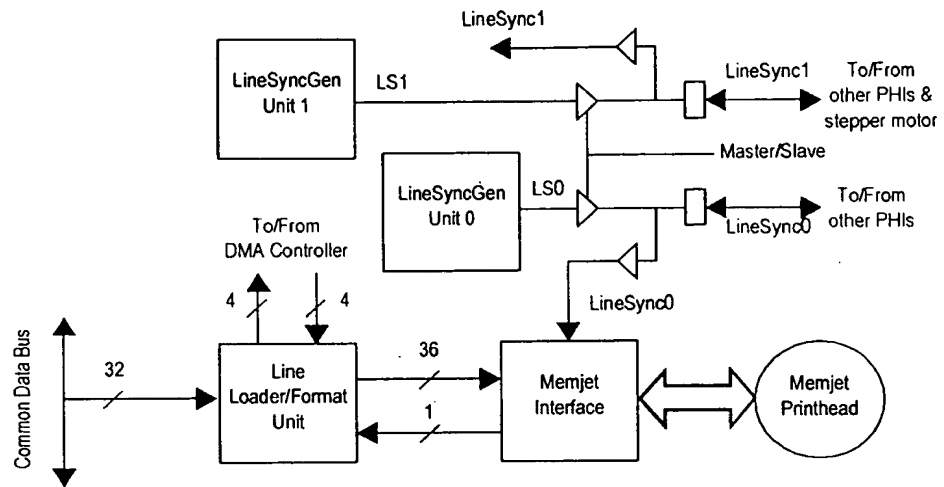 LineSync1
LineSyncGen
Unit 1
LS1
LineSync1
To/From
other PHIs &
stepper motor
Master/Slave
LineSyncGen
Unit 0
LS0
LineSync0
To/From
other PHIs
To/From
DMA Controller
4
4
LineSync0
Common Data Bus
32
Line
Loader/Format
Unit
36
1
Memjet
Interface
Memjet
Printhead